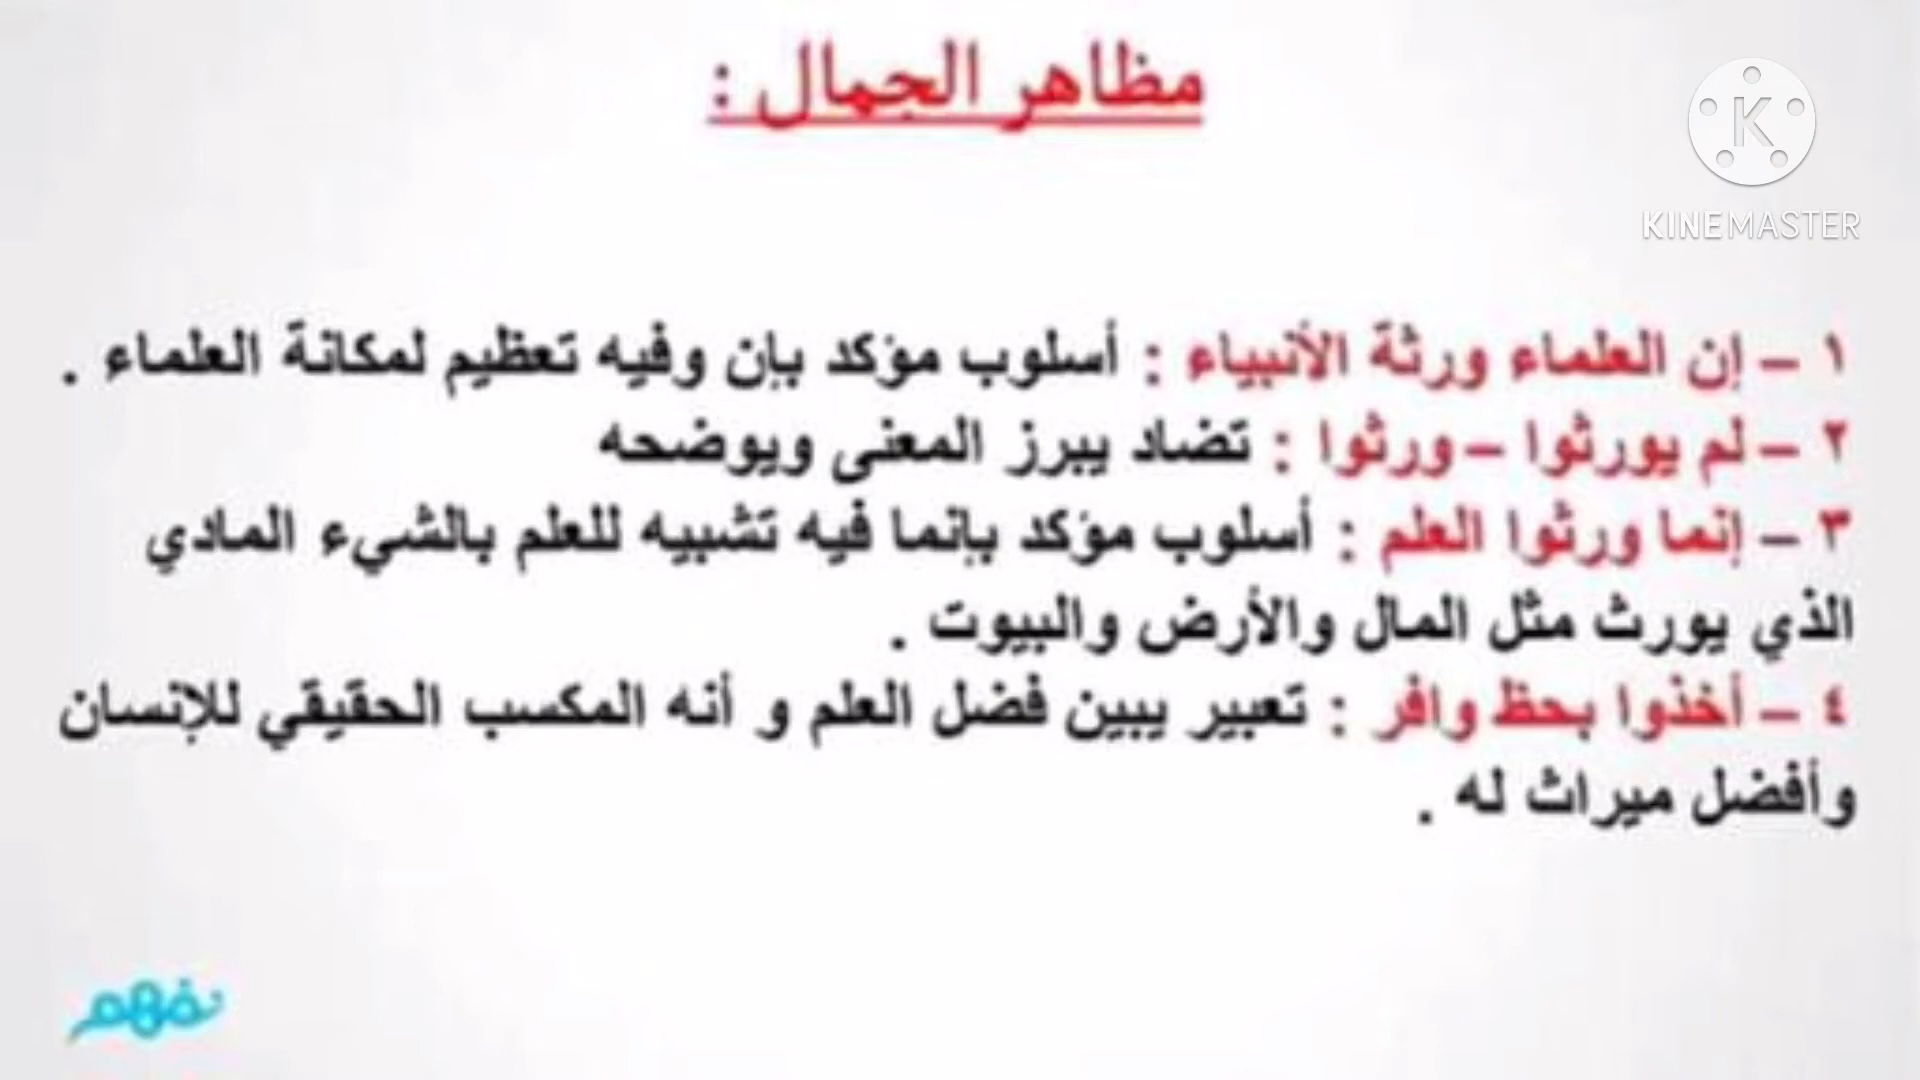 مظاهر الجمال :
KINEMASTER
١ – إن العلماء ورثة الأنبياء : أسلوب مؤكد بإن وفيه تعظيم لمكانة العلماء .
٢ – لم يورثوا – ورثوا : تضاد يبرز المعنى ويوضحه
٣ – إنما ورثوا العلم : أسلوب مؤكد بإنما فيه تشبيه للعلم بالشيء المادي
الذي يورث مثل المال والأرض والبيوت .
٤ – أخذوا بحظ وافر : تعبير يبين فضل العلم و أنه المكسب الحقيقي للإنسان
وأفضل ميراث له .
نفهم